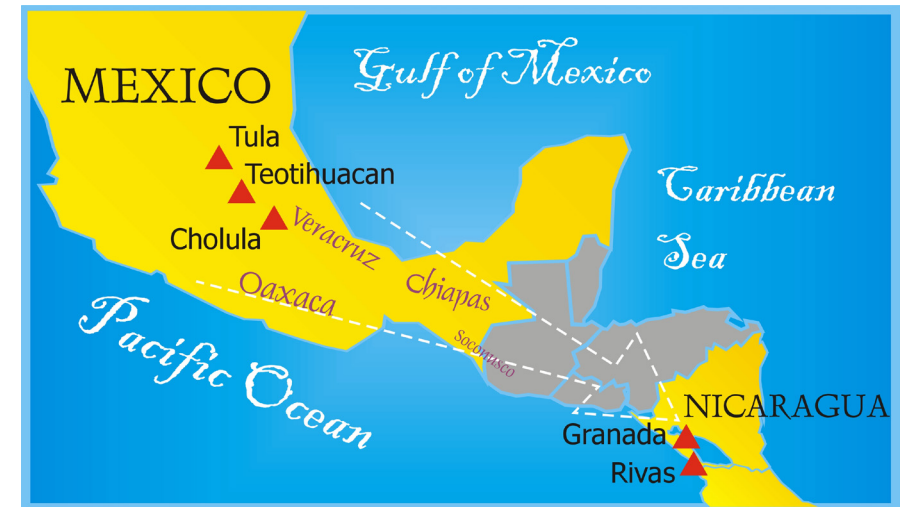 MEXICO
Gulf of Mexico
Tula
Teotihuacan
Cholula
Veracruz
Caribbean
Sea
Oaxaca
Chiapas
Soconusco
Pacific Ocean
NICARAGUA
Granada
Rivas